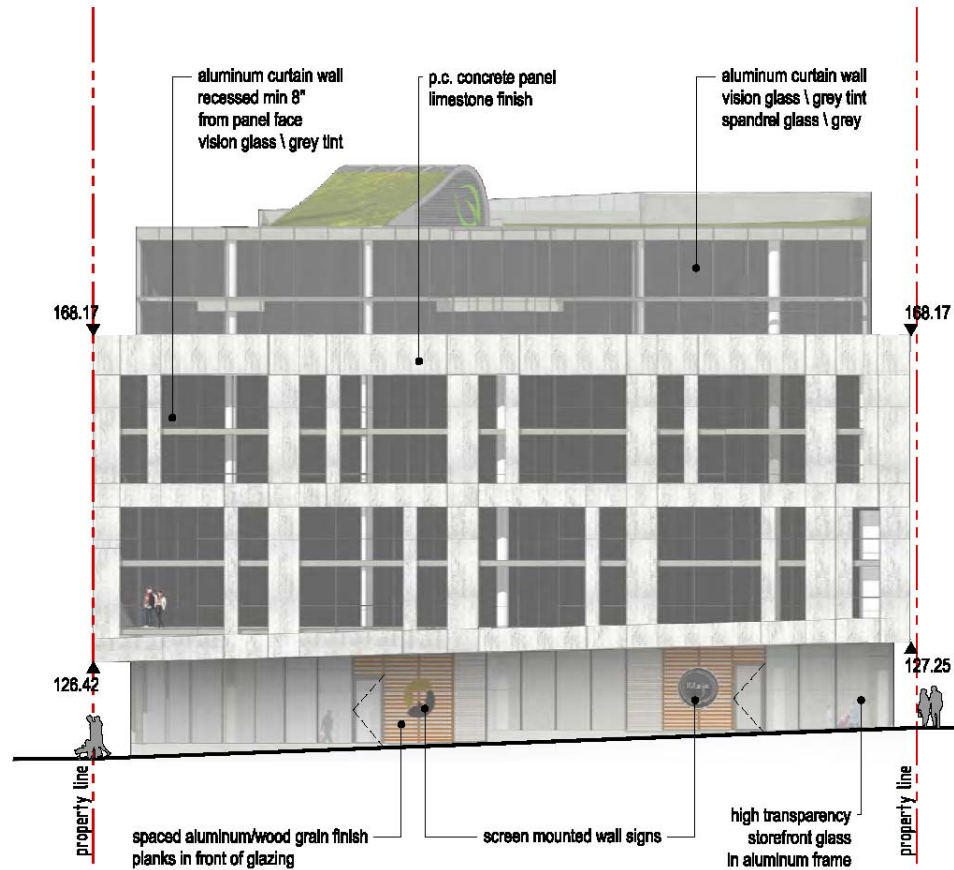 aluminum curtain wall
recessed min 8"
from panel face
vision glass \ grey tint
p.c. concrete panel
limestone finish
aluminum curtain wall
vision glass \ grey tint
spandrel glass \ grey
168.17
168.17
126.42
127.25
property line
spaced aluminum/wood grain finish
planks in front of glazing
screen mounted wall signs
high transparency
storefront glass
in aluminum frame
property line